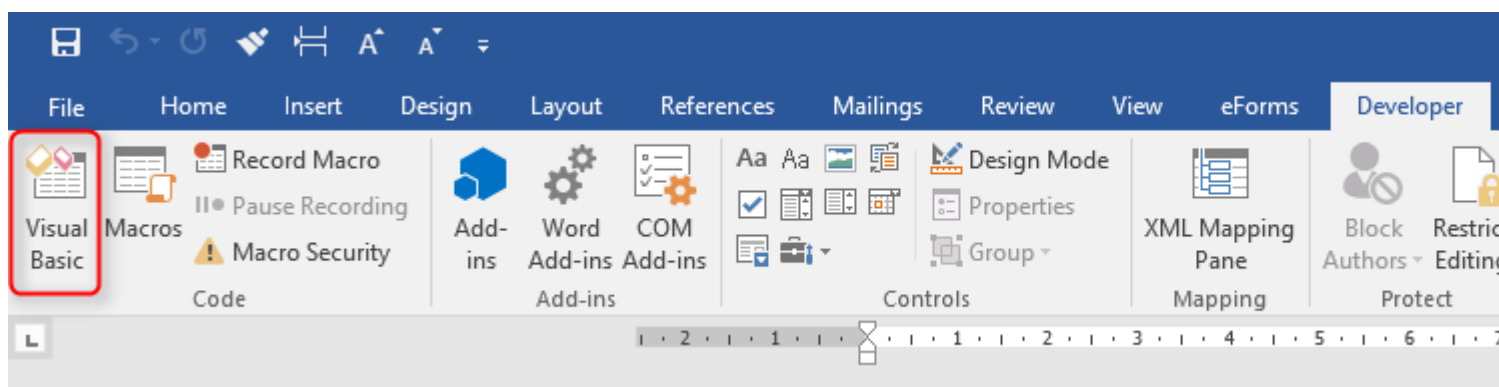 File Home Insert Design Layout References Mailings Review View eForms Developer
Record Macro Aa Aa Design Mode
Pause Recording Properties
Visual Macros Add- Word COM XML Mapping Block Restric
Basic Macro Security ins Add-ins Add-ins Group Pane Authors Editing
Code Add-ins Controls Mapping Protect
2 1 1 2 3 4 5 6 7